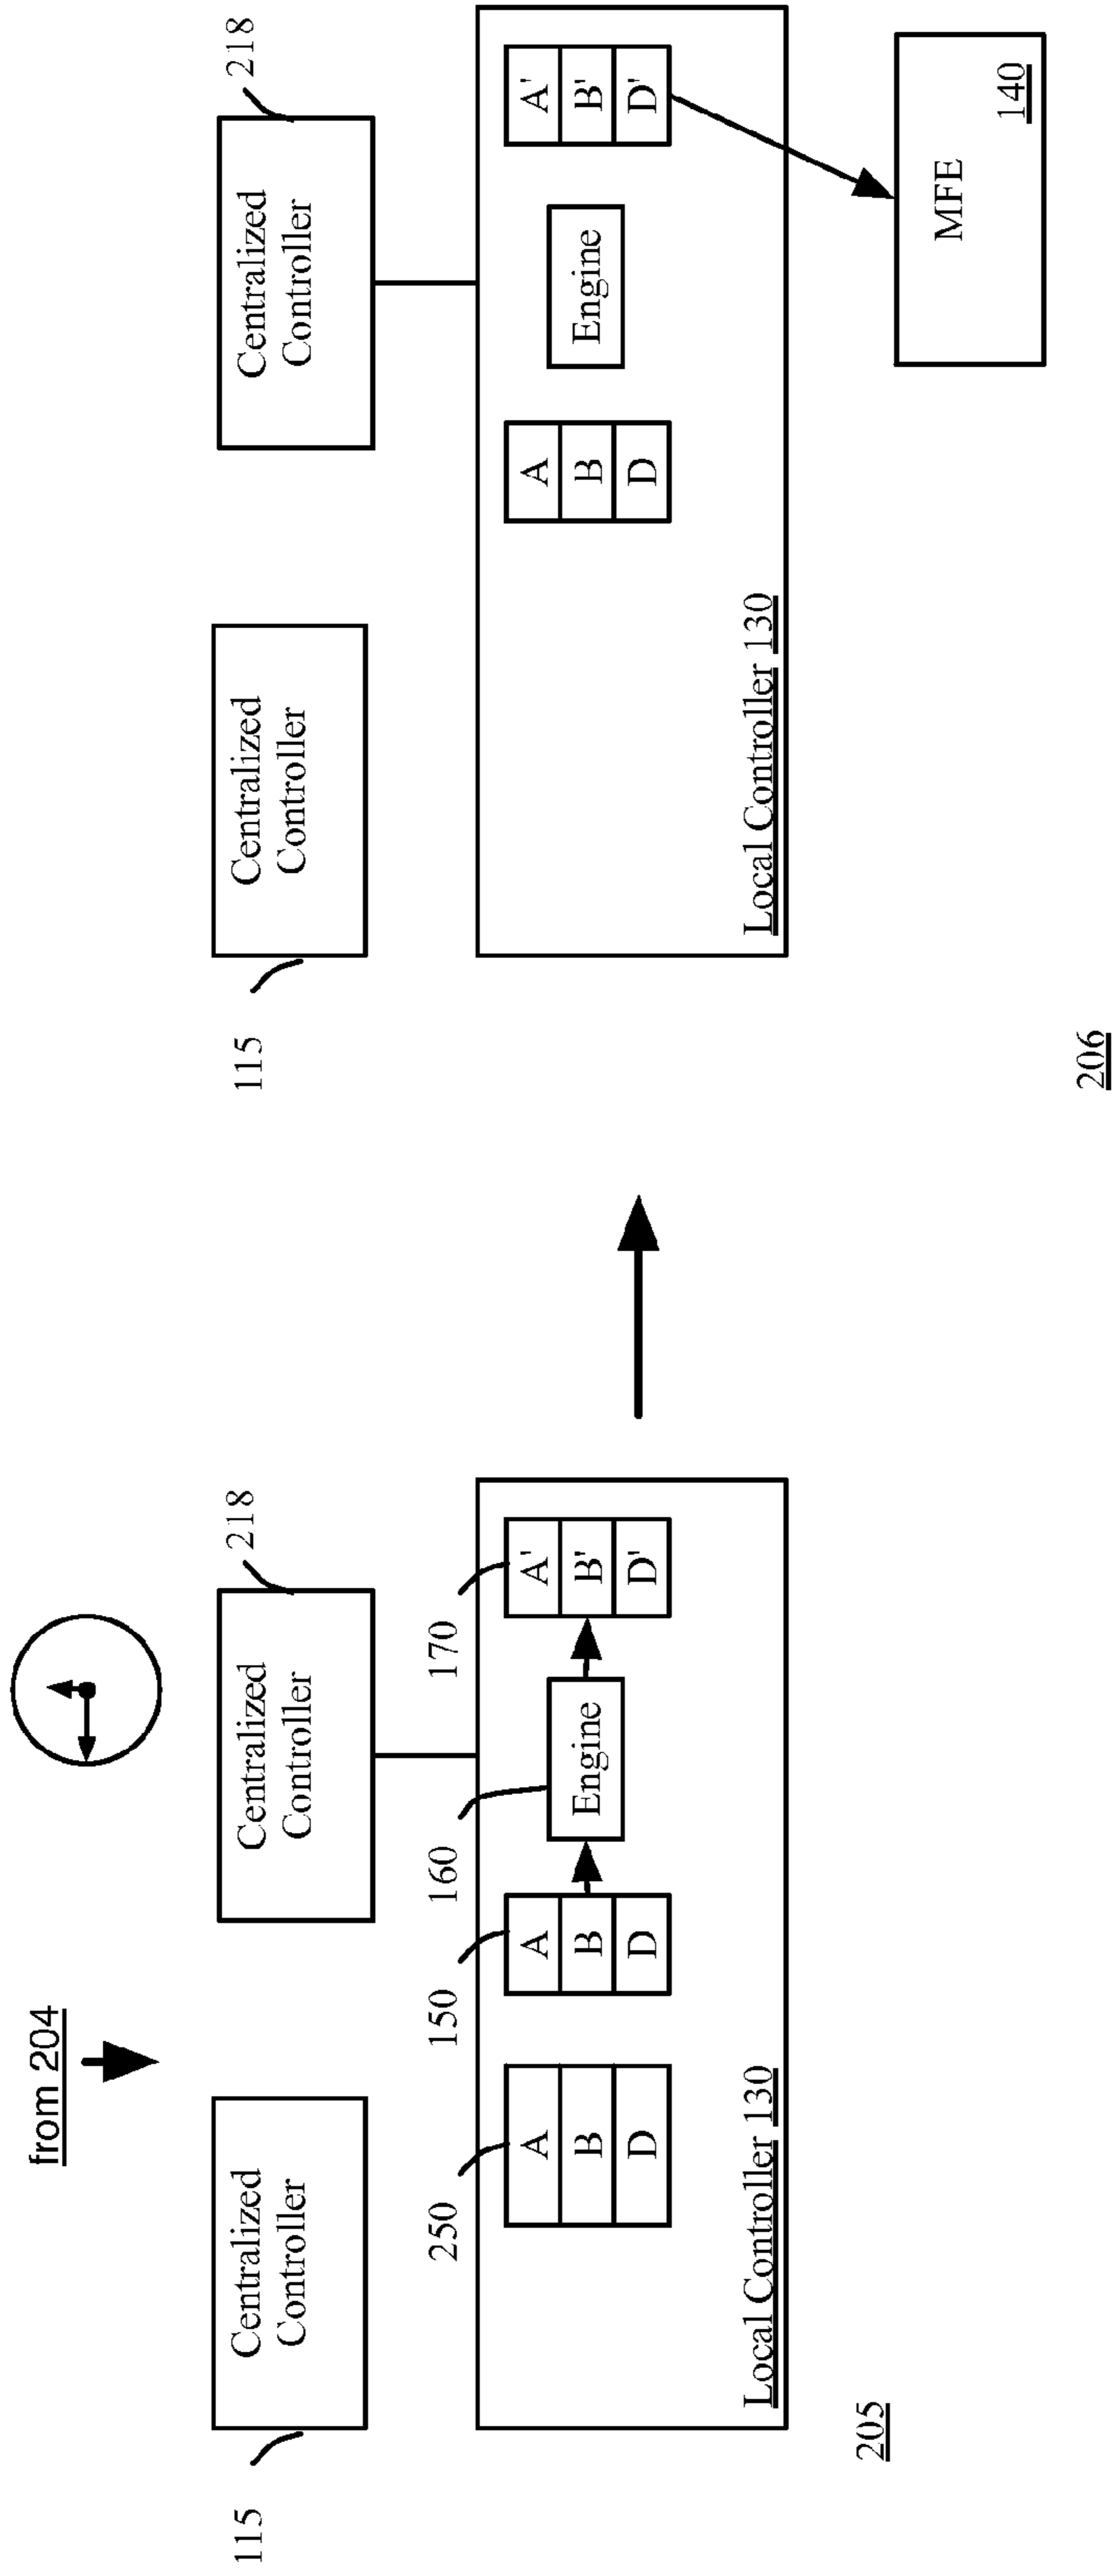 from 204
115
Centralized
Controller
Centralized
Controller
218
250
150
160
170
A
B
D
A
B
D
Engine
A'
B'
D'
Local Controller 130
205
115
Centralized
Controller
Centralized
Controller
218
A
B
D
Engine
A'
B'
D'
Local Controller 130
MFE
140
206